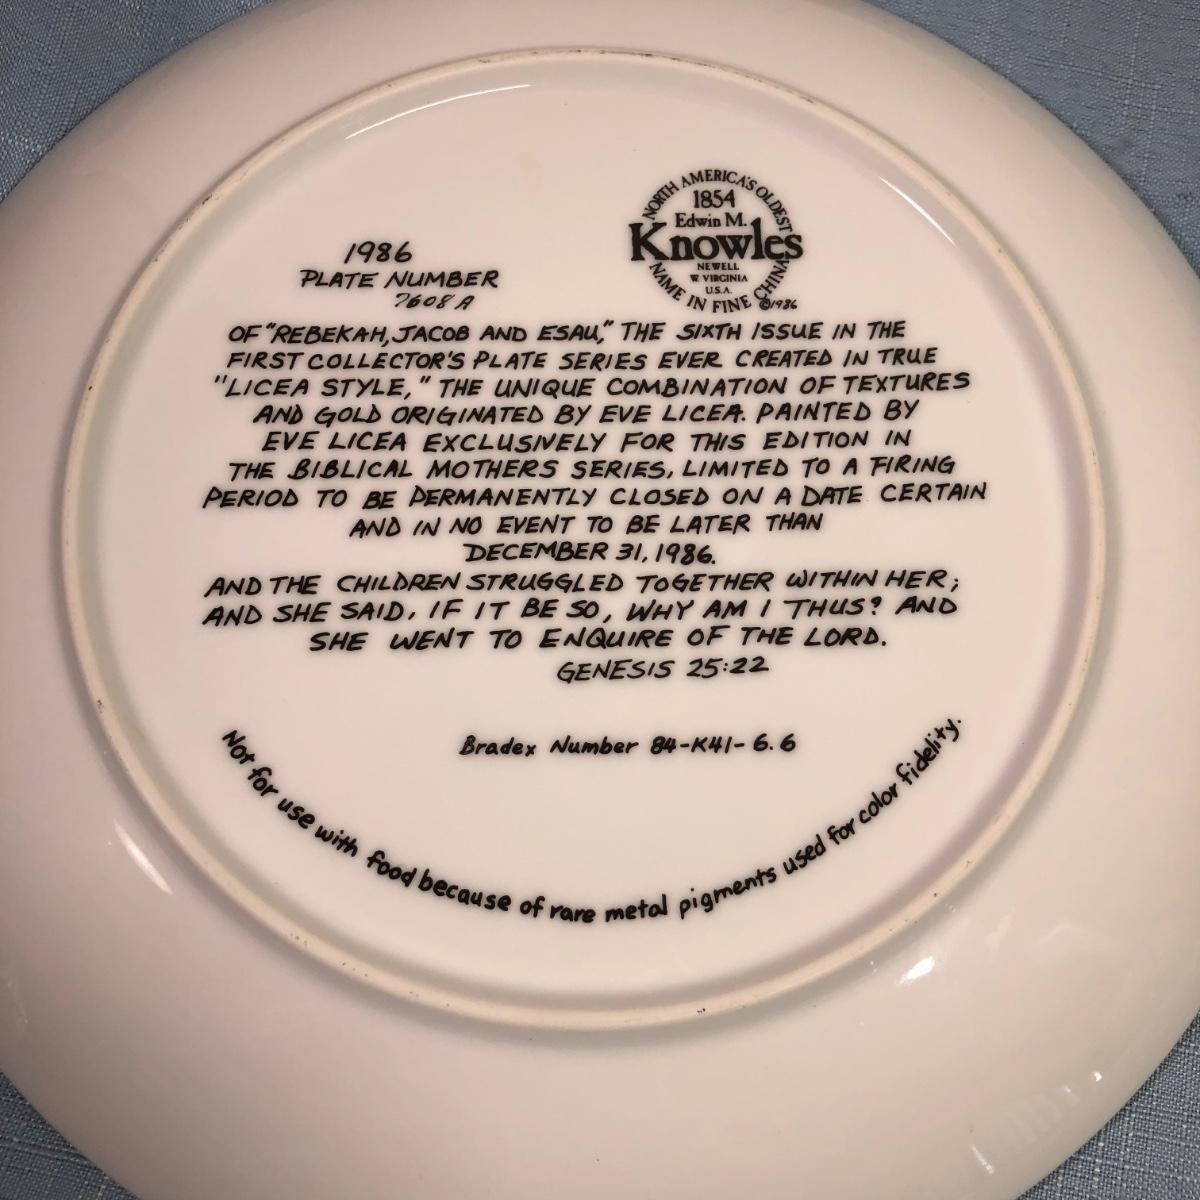 NORTH AMERICA'S OLDEST
1854
Edwin M.
Knowles
NEWELL
W. VIRGINIA
U.S.A.
NAME IN FINE CHINA
©1986
1986
PLATE NUMBER
7608A
OF "REBEKAH, JACOB AND ESAU," THE SIXTH ISSUE IN THE
FIRST COLLECTOR'S PLATE SERIES EVER CREATED IN TRUE
"LICEA STYLE," THE UNIQUE COMBINATION OF TEXTURES
AND GOLD ORIGINATED BY EVE LICEA. PAINTED BY
EVE LICEA EXCLUSIVELY FOR THIS EDITION IN
THE BIBLICAL MOTHERS SERIES, LIMITED TO A FIRING
PERIOD TO BE PERMANENTLY CLOSED ON A DATE CERTAIN
AND IN NO EVENT TO BE LATER THAN
DECEMBER 31, 1986.
AND THE CHILDREN STRUGGLED TOGETHER WITHIN HER;
AND SHE SAID, IF IT BE SO, WHY AM I THUS? AND
SHE WENT TO ENQUIRE OF THE LORD.
GENESIS 25:22
Bradex Number 84-K41-6.6
Not for use with food because of rare metal pigments used for color fidelity.